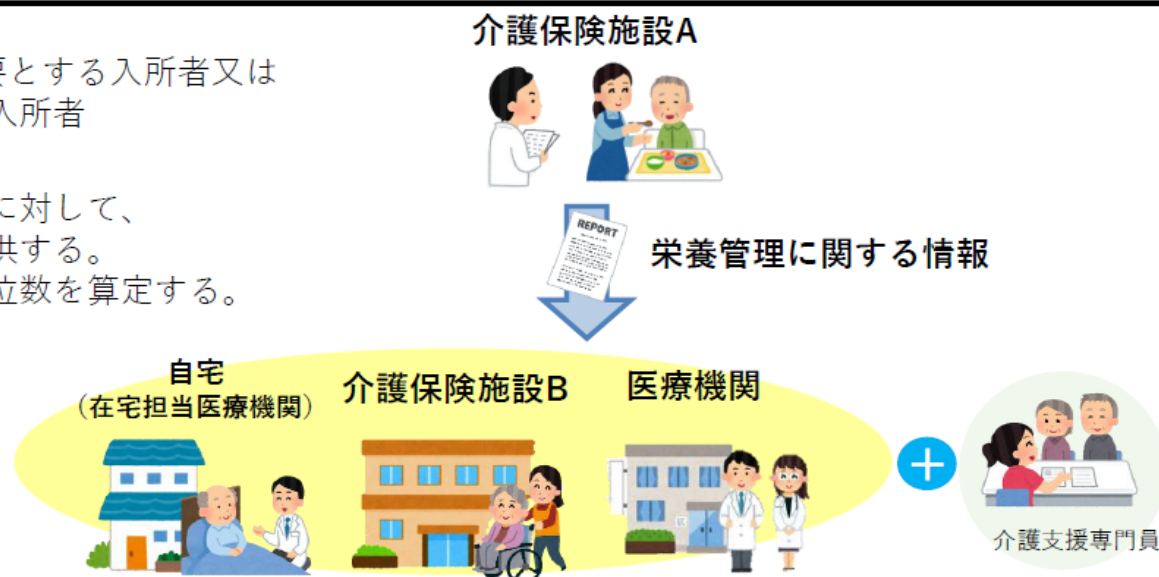 介護保険施設A
要とする入所者又は
入所者
に対して、
供する。
位数を算定する。
REPORT
栄養管理に関する情報
自宅
（在宅担当医療機関）
介護保険施設B
医療機関
＋
介護支援専門員